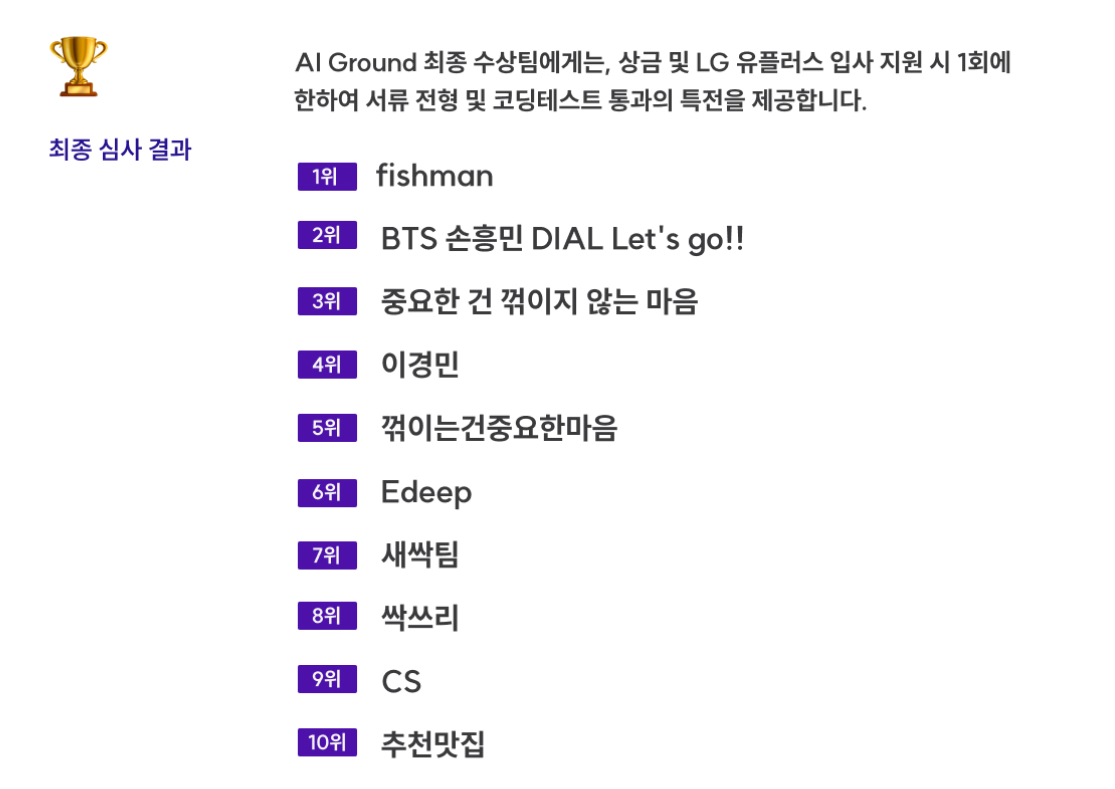 AI Ground 최종 수상팀에게는, 상금 및 LG 유플러스 입사 지원 시 1회에
한하여 서류 전형 및 코딩테스트 통과의 특전을 제공합니다.
최종 심사 결과
1위 fishman
2위 BTS 손흥민 DIAL Let's go!!
3위 중요한 건 꺾이지 않는 마음
4위 이경민
5위 꺾이는건중요한마음
6위 Edeep
7위 새싹팀
8위 싹쓰리
9위 CS
10위 추천맛집